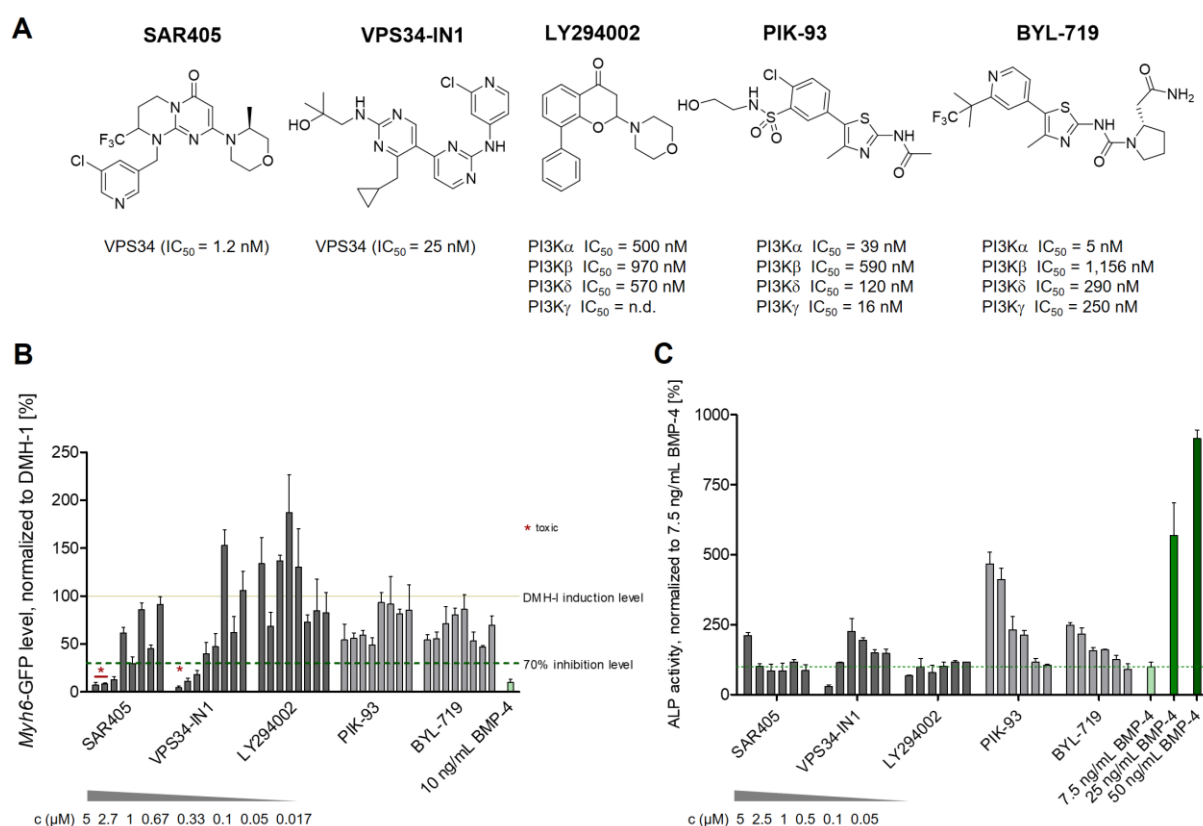 A
SAR405
VPS34-IN1
LY294002
PIK-93
BYL-719
VPS34 (IC50 = 1.2 nM)
VPS34 (IC50 = 25 nM)
PI3Kα IC50 = 500 nM
PI3Kβ IC50 = 970 nM
PI3Kδ IC50 = 570 nM
PI3Kγ IC50 = n.d.
PI3Kα IC50 = 39 nM
PI3Kβ IC50 = 590 nM
PI3Kδ IC50 = 120 nM
PI3Kγ IC50 = 16 nM
PI3Kα IC50 = 5 nM
PI3Kβ IC50 = 1,156 nM
PI3Kδ IC50 = 290 nM
PI3Kγ IC50 = 250 nM
B
Myh6-GFP level, normalized to DMH-1 [%]
250
200
150
100
50
0
* toxic
DMH-I induction level
70% inhibition level
*
*
SAR405
VPS34-IN1
LY294002
PIK-93
BYL-719
10 ng/mL BMP-4
c (µM) 5 2.7 1 0.67 0.33 0.1 0.05 0.017
C
ALP activity, normalized to 7.5 ng/mL BMP-4 [%]
1000
750
500
250
0
SAR405
VPS34-IN1
LY294002
PIK-93
BYL-719
7.5 ng/mL BMP-4
25 ng/mL BMP-4
50 ng/mL BMP-4
c (µM) 5 2.5 1 0.5 0.1 0.05